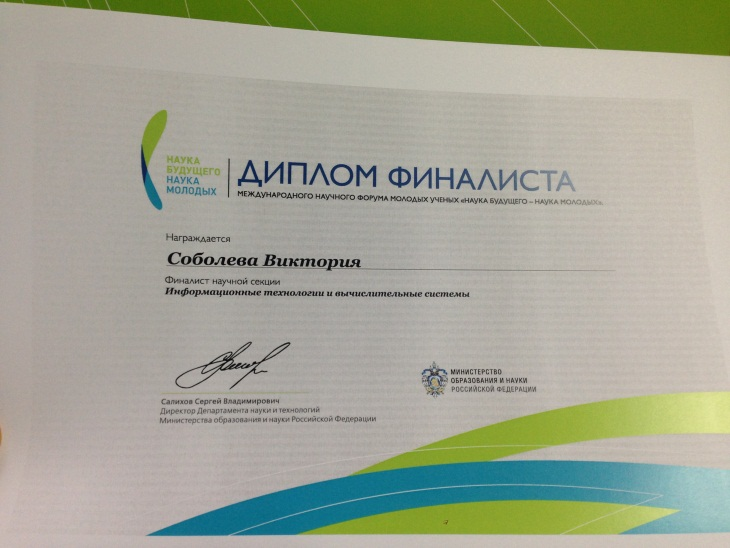 НАУКА
БУДУЩЕГО
НАУКА
МОЛОДЫХ
ДИПЛОМ ФИНАЛИСТА
МЕЖДУНАРОДНОГО НАУЧНОГО ФОРУМА МОЛОДЫХ УЧЕНЫХ «НАУКА БУДУЩЕГО – НАУКА МОЛОДЫХ»
Награждается
Соболева Виктория
Финалист научной секции
Информационные технологии и вычислительные системы
Салихов Сергей Владимирович
Директор Департамента науки и технологий
Министерства образования и науки Российской Федерации
МИНИСТЕРСТВО
ОБРАЗОВАНИЯ И НАУКИ
РОССИЙСКОЙ ФЕДЕРАЦИИ